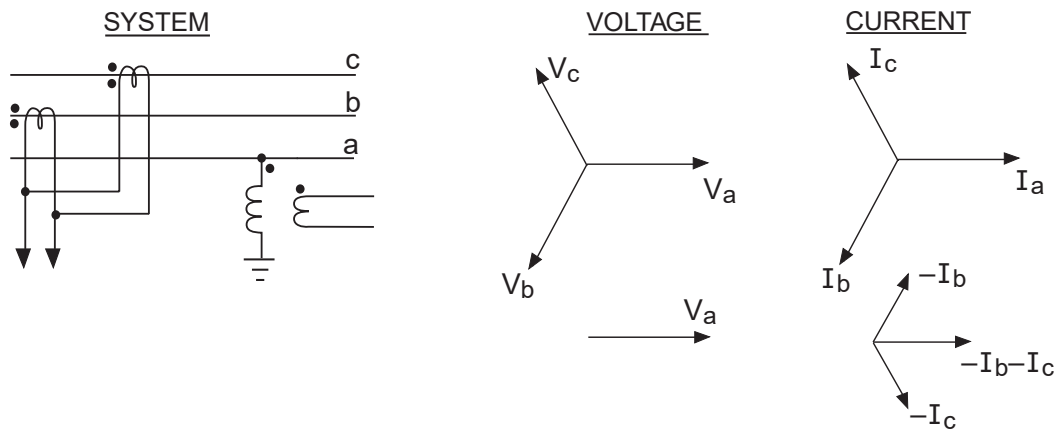 SYSTEM
c
b
a
VOLTAGE
Vc
Va
Vb
Va
CURRENT
Ic
Ia
Ib
–Ib
–Ib–Ic
–Ic